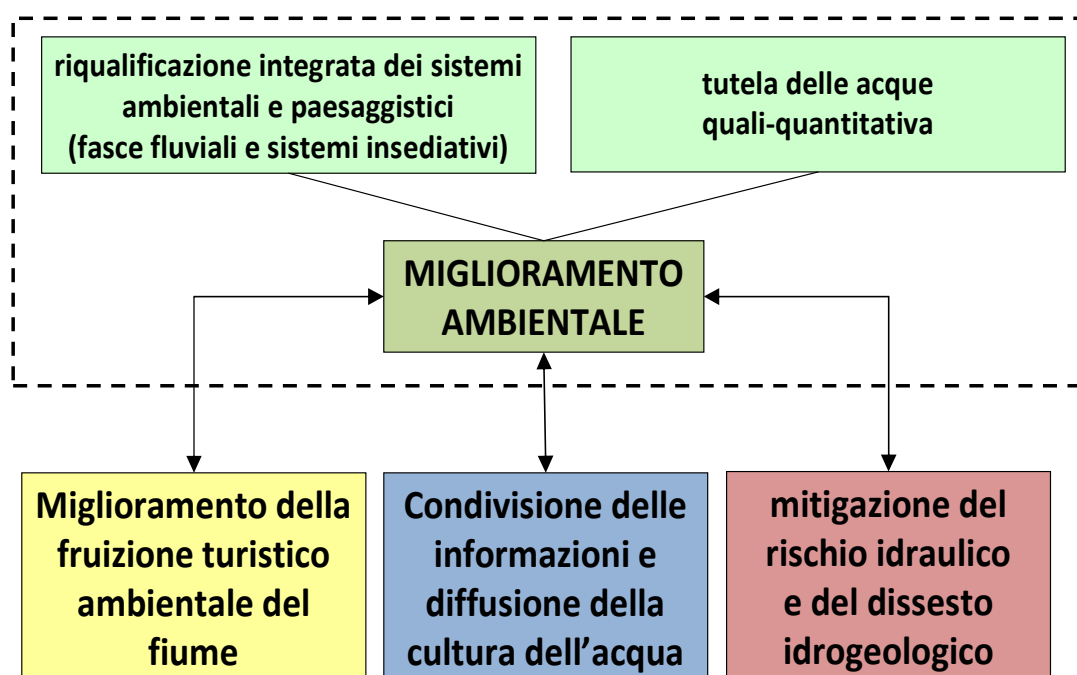 riqualificazione integrata dei sistemi
ambientali e paesaggistici
(fasce fluviali e sistemi insediativi)
tutela delle acque
quali-quantitativa
MIGLIORAMENTO
AMBIENTALE
Miglioramento della
fruizione turistico
ambientale del
fiume
Condivisione delle
informazioni e
diffusione della
cultura dell’acqua
mitigazione del
rischio idraulico
e del dissesto
idrogeologico